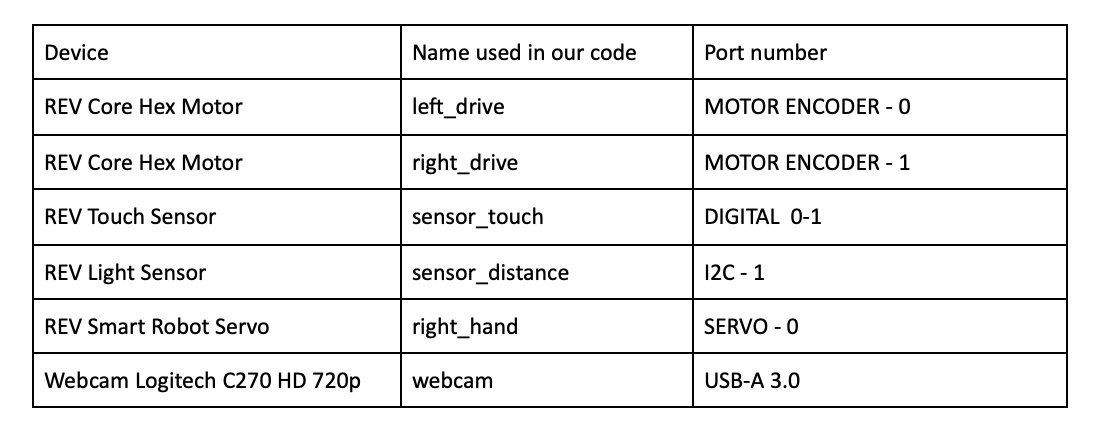 Device Name used in our code Port number
REV Core Hex Motor left_drive MOTOR ENCODER - 0
REV Core Hex Motor right_drive MOTOR ENCODER - 1
REV Touch Sensor sensor_touch DIGITAL  0-1
REV Light Sensor sensor_distance I2C - 1
REV Smart Robot Servo right_hand SERVO - 0
Webcam Logitech C270 HD 720p webcam USB-A 3.0